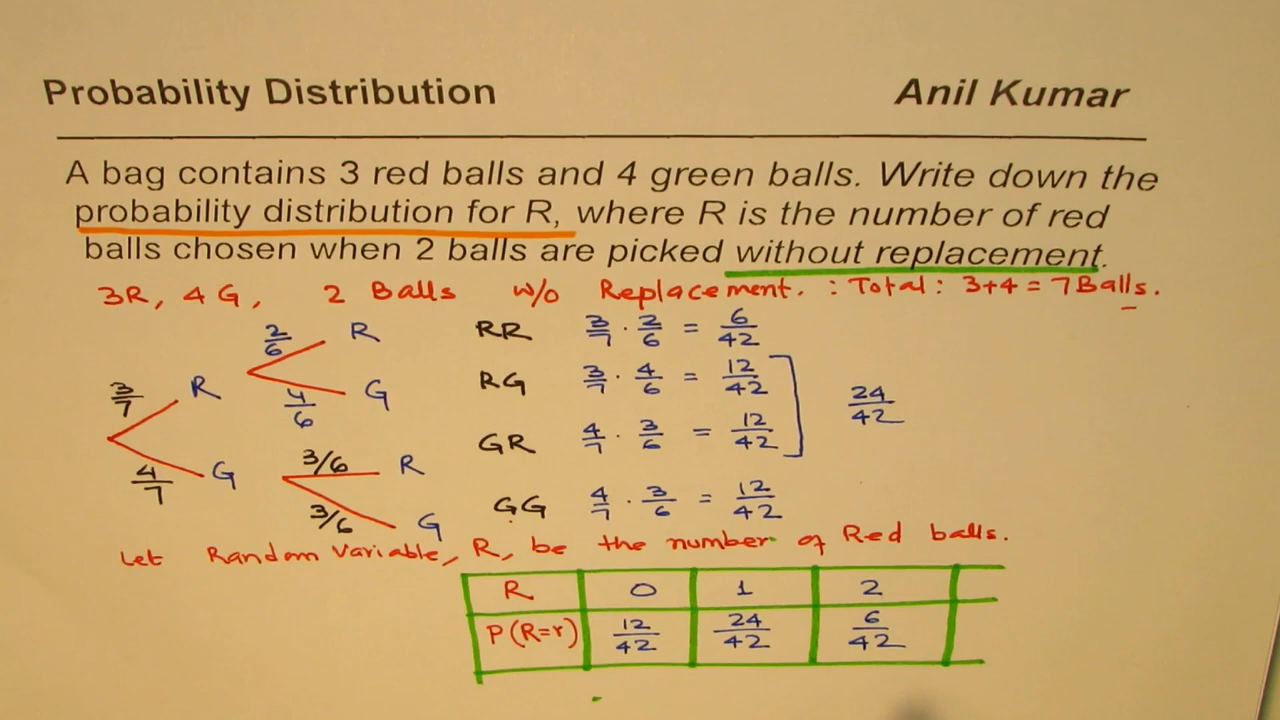 Probability Distribution Anil Kumar
A bag contains 3 red balls and 4 green balls. Write down the
probability distribution for R, where R is the number of red
balls chosen when 2 balls are picked without replacement.
3R, 4G, 2 Balls w/o Replacement. : Total: 3+4 = 7 Balls.
2/6 R RR 3/7 · 2/6 = 6/42
3/7 R 4/6 G RG 3/7 · 4/6 = 12/42 24/42
4/7 G 3/6 R GR 4/7 · 3/6 = 12/42
3/6 G GG 4/7 · 3/6 = 12/42
Let Random Variable, R, be the number of Red balls.
R 0 1 2
P(R=r) 12/42 24/42 6/42